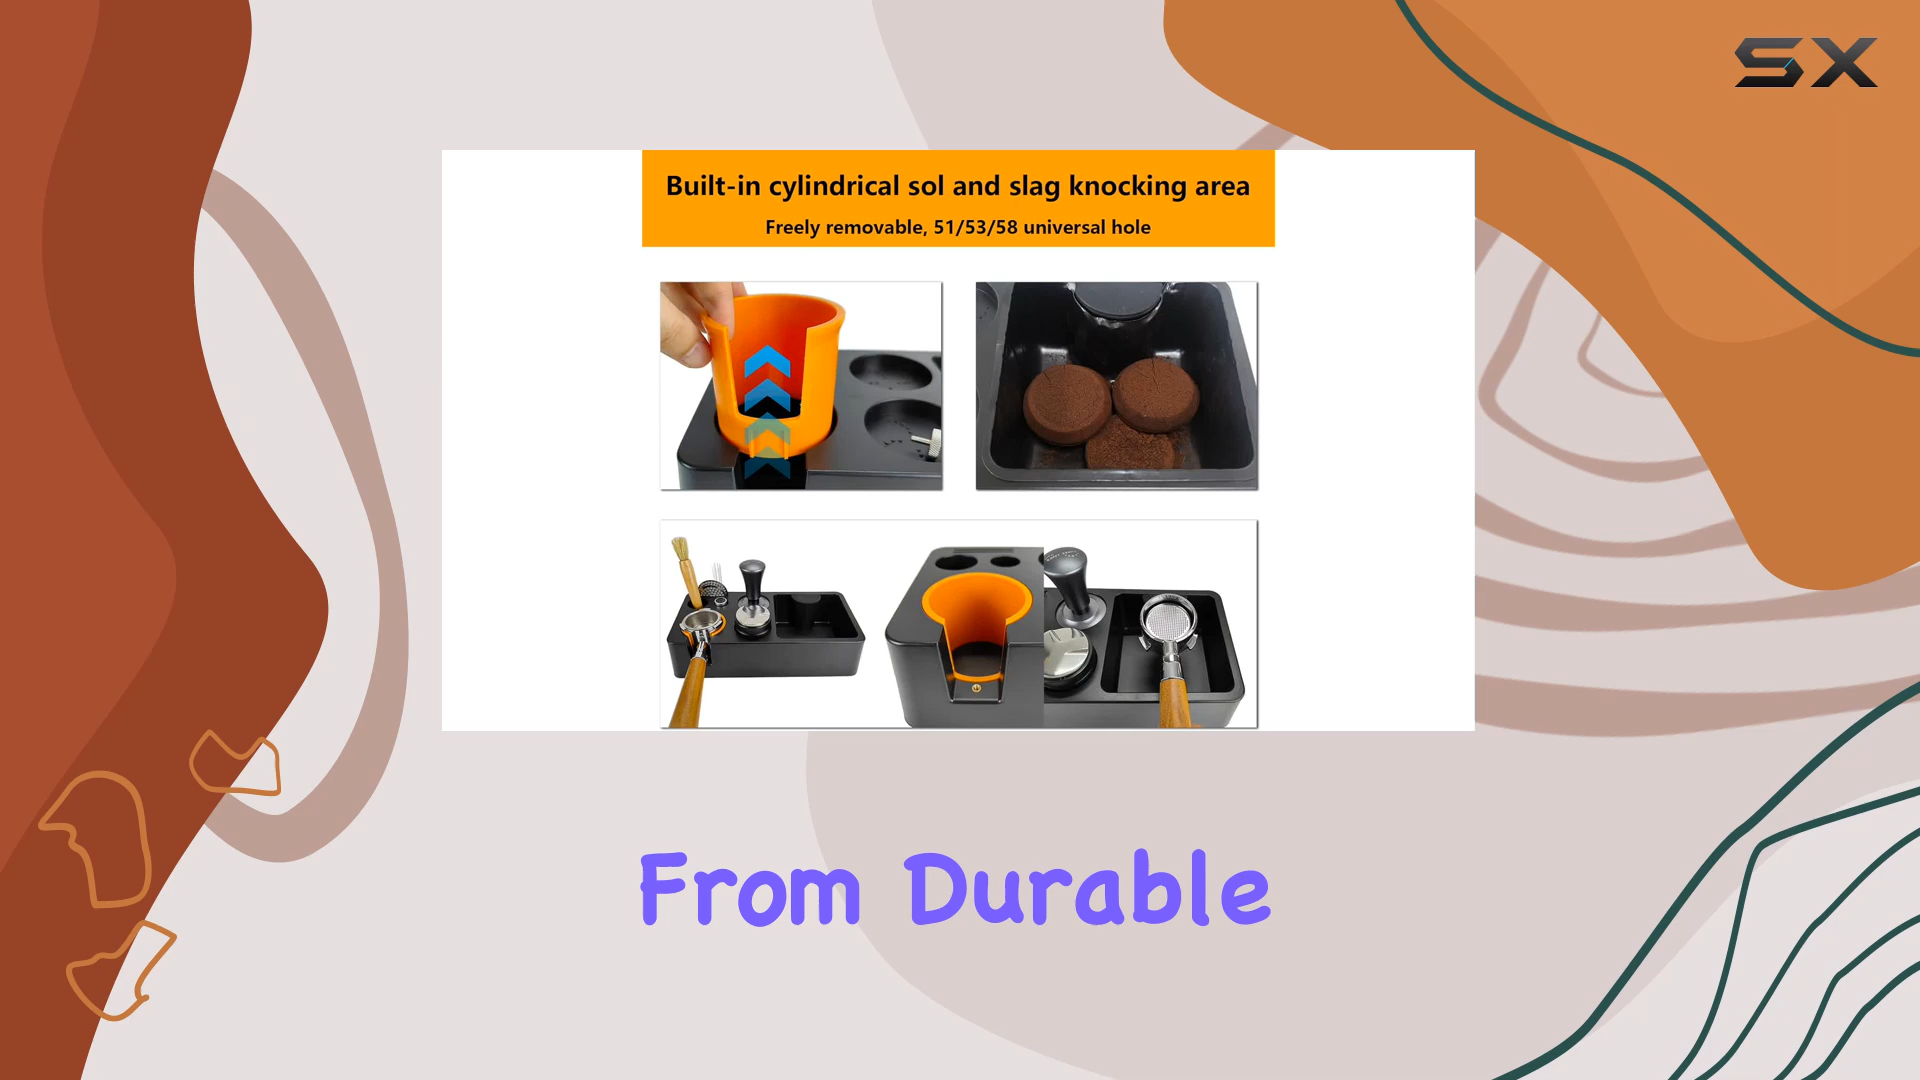 SX
Built-in cylindrical sol and slag knocking area
Freely removable, 51/53/58 universal hole
From Durable